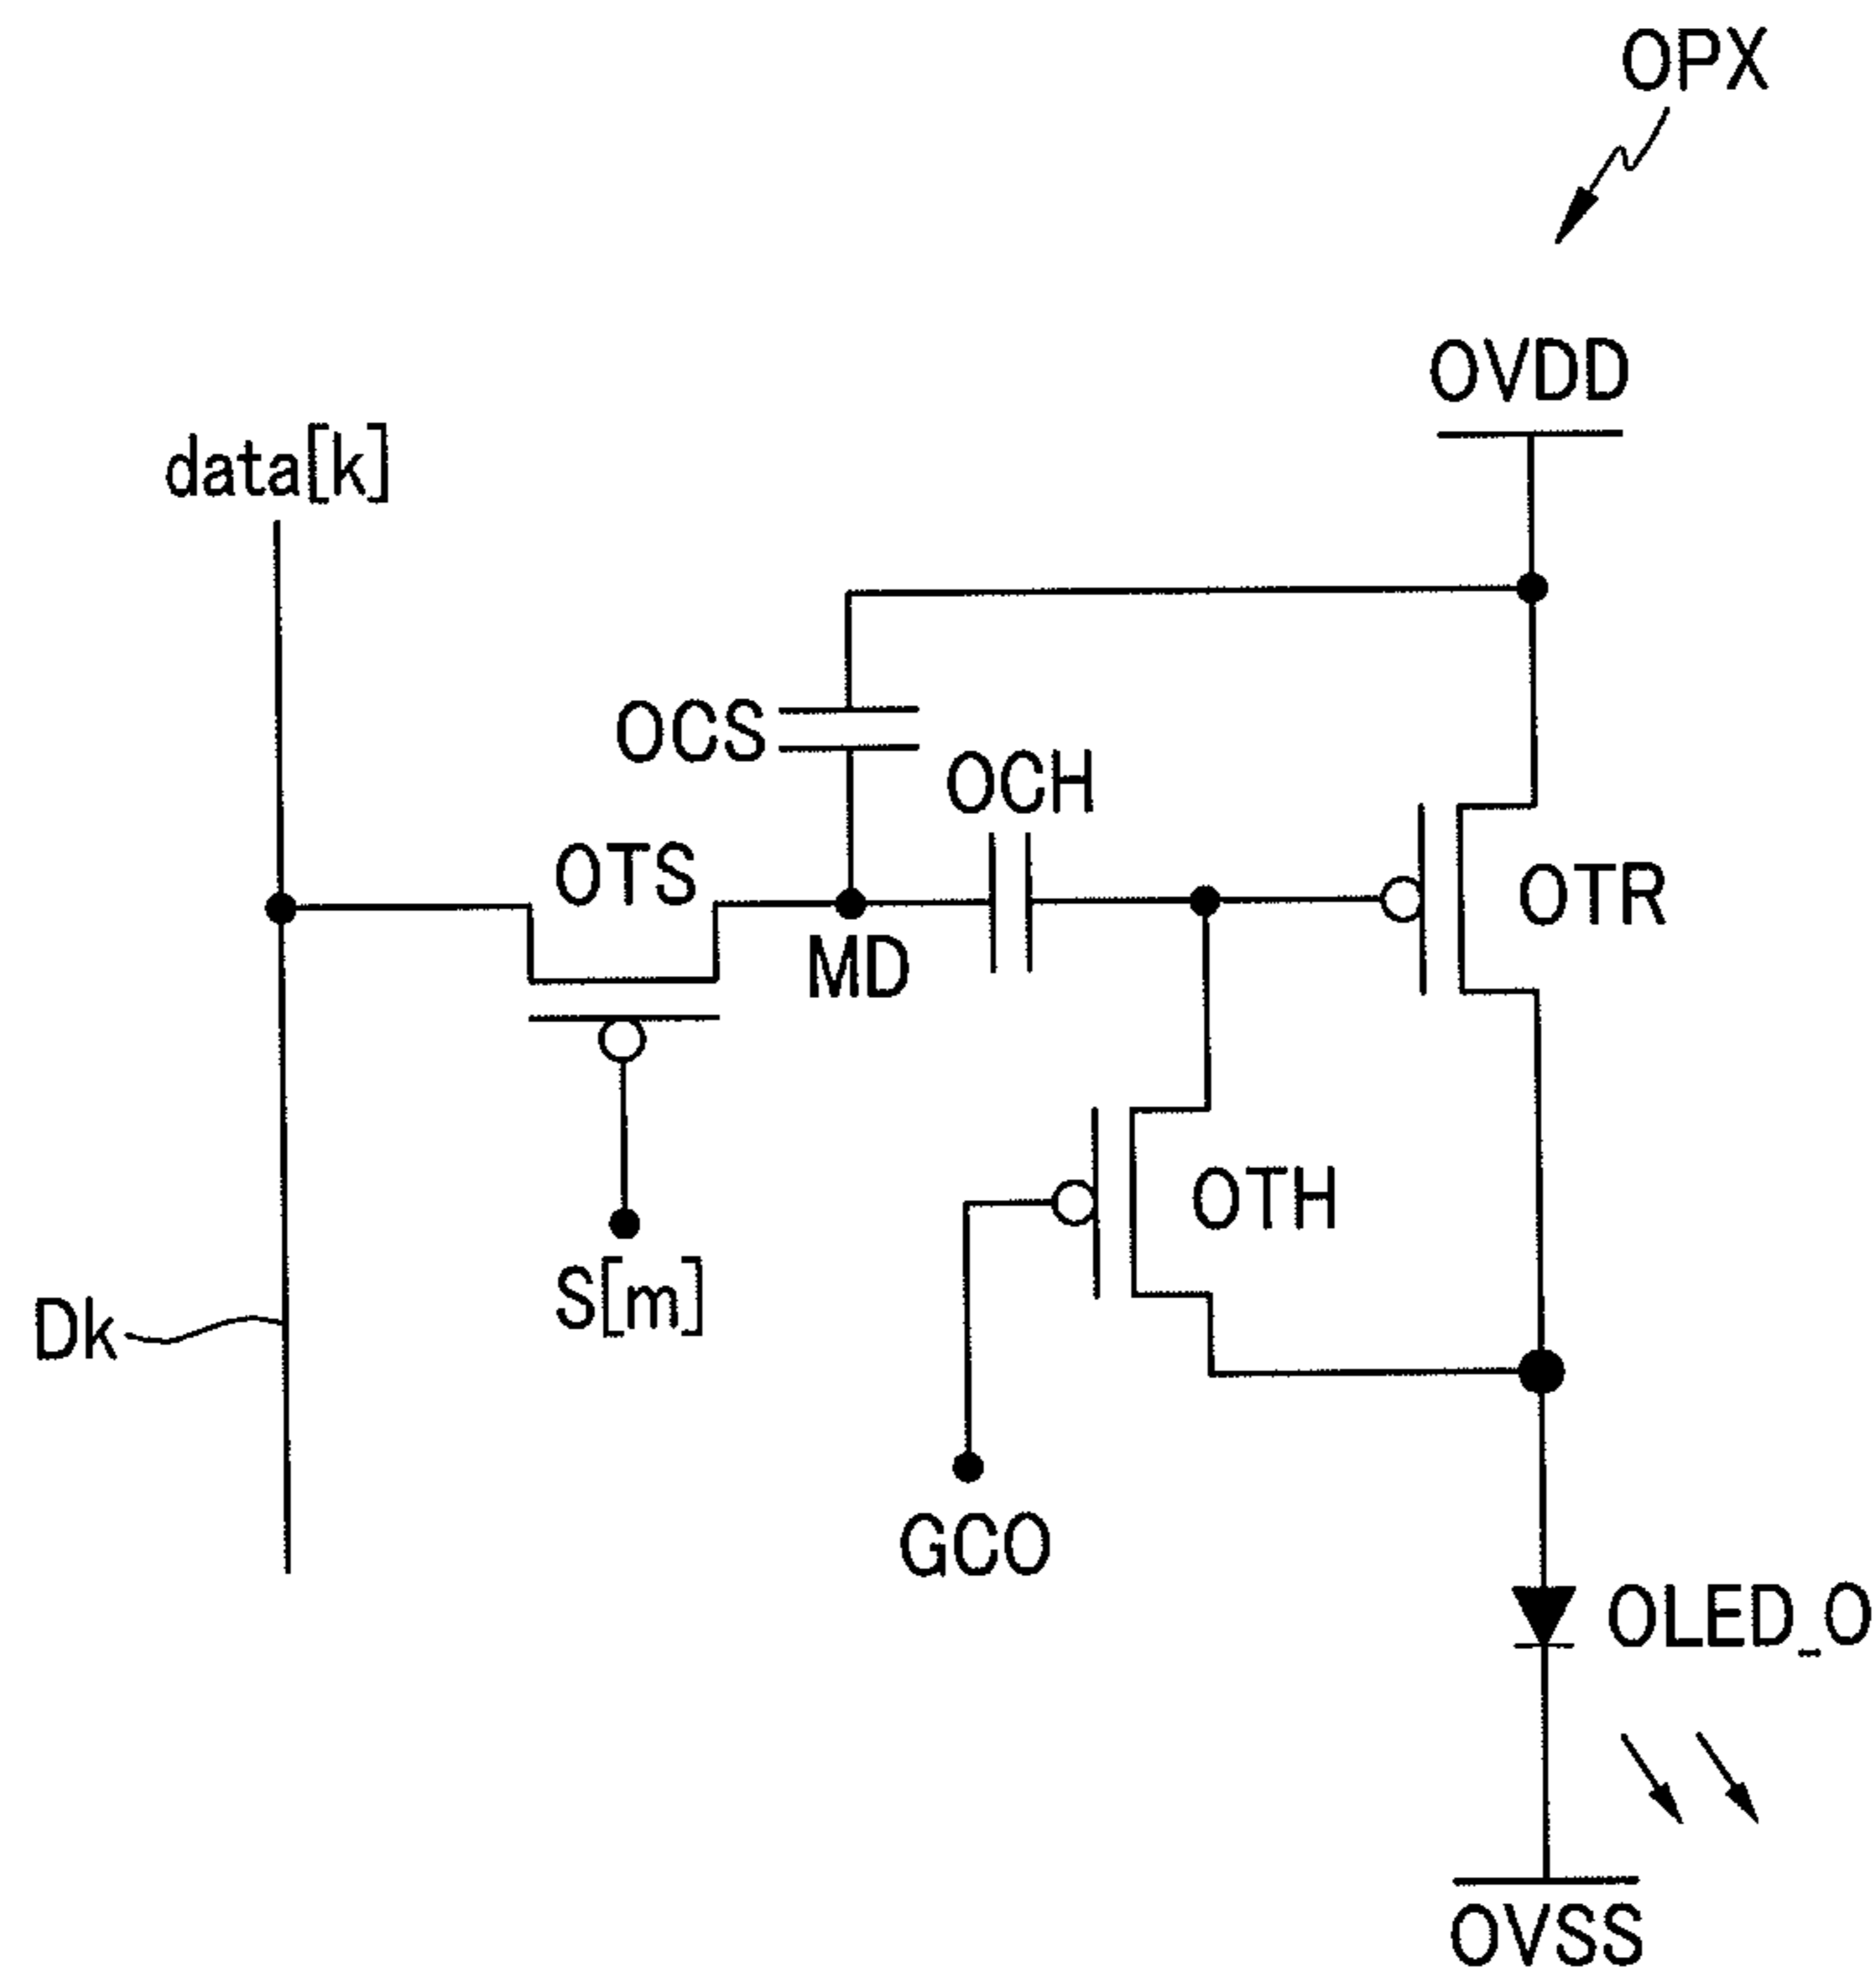 OPX
OVDD
data[k]
OCS
OCH
OTS
OTR
MD
OTH
S[m]
Dk
GCO
OLED_O
OVSS